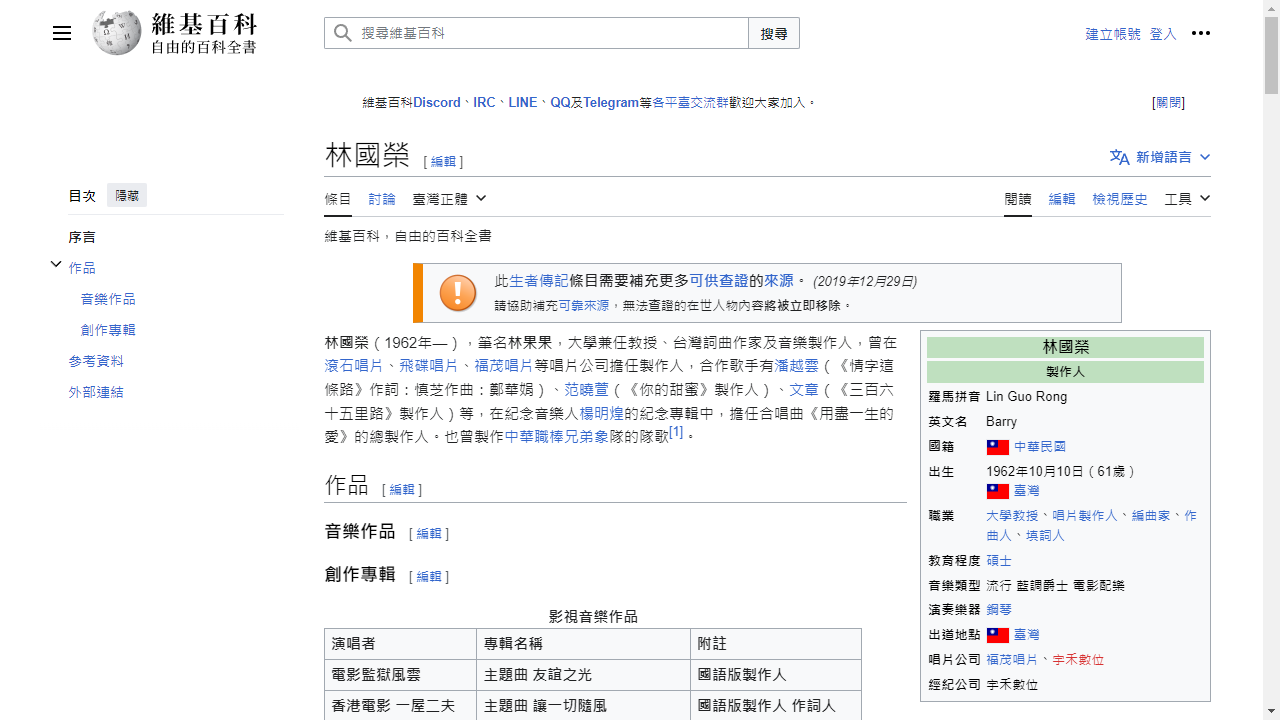 維基百科
自由的百科全書
搜尋維基百科
搜尋
建立帳號 登入
維基百科Discord、IRC、LINE、QQ及Telegram等各平臺交流群歡迎大家加入。
[關閉]
林國榮 [ 編輯 ]
新增語言
目次 隱藏
序言
作品
音樂作品
創作專輯
參考資料
外部連結
條目 討論 臺灣正體
閱讀 編輯 檢視歷史 工具
維基百科，自由的百科全書
此生者傳記條目需要補充更多可供查證的來源。 (2019年12月29日)
請協助補充可靠來源，無法查證的在世人物內容將被立即移除。
林國榮（1962年—），筆名林果果，大學兼任教授、台灣詞曲作家及音樂製作人，曾在
滾石唱片、飛碟唱片、福茂唱片等唱片公司擔任製作人，合作歌手有潘越雲（《情字這
條路》作詞：慎芝作曲：鄭華娟）、范曉萱（《你的甜蜜》製作人）、文章（《三百六
十五里路》製作人）等，在紀念音樂人楊明煌的紀念專輯中，擔任合唱曲《用盡一生的
愛》的總製作人。也曾製作中華職棒兄弟象隊的隊歌[1]。
林國榮
製作人
羅馬拼音 Lin Guo Rong
英文名 Barry
國籍 中華民國
出生 1962年10月10日（61歲）
臺灣
職業 大學教授、唱片製作人、編曲家、作
曲人、填詞人
教育程度 碩士
音樂類型 流行 藍調爵士 電影配樂
演奏樂器 鋼琴
出道地點 臺灣
唱片公司 福茂唱片、宇禾數位
經紀公司 宇禾數位
作品 [ 編輯 ]
音樂作品 [ 編輯 ]
創作專輯 [ 編輯 ]
影視音樂作品
演唱者 專輯名稱 附註
電影監獄風雲 主題曲 友誼之光 國語版製作人
香港電影 一屋二夫 主題曲 讓一切隨風 國語版製作人 作詞人